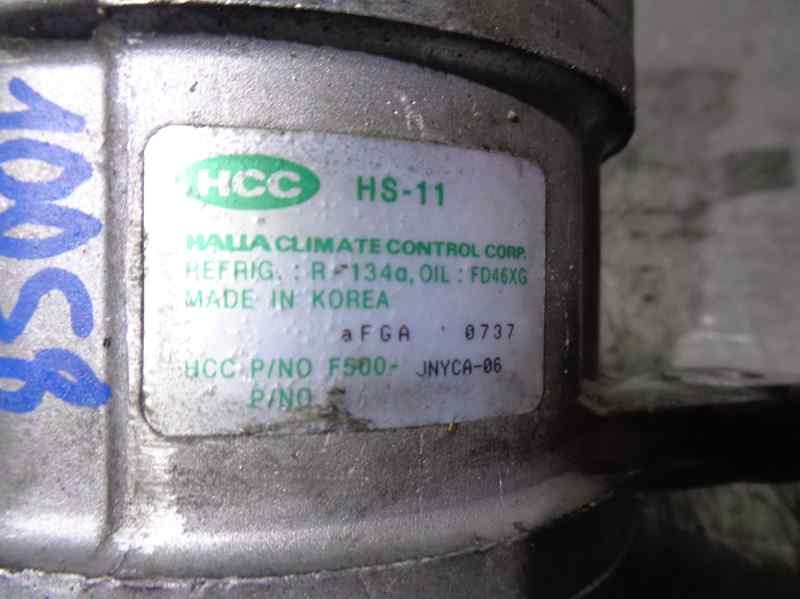 HCC HS-11
HALLA CLIMATE CONTROL CORP.
REFRIG. : R-134a, OIL : FD46XG
MADE IN KOREA
aFGA 0737
HCC P/NO F500- JNYCA-06
P/NO